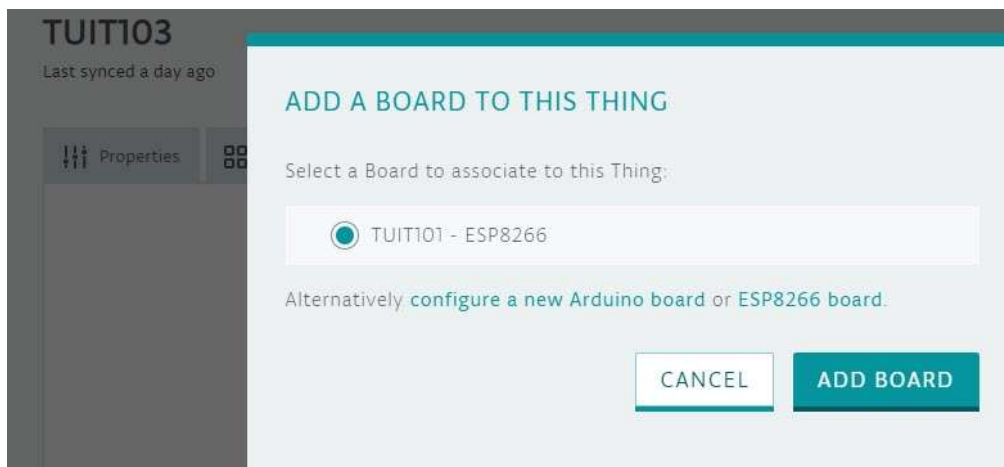 TUIT103
Last synced a day ago
Properties
ADD A BOARD TO THIS THING
Select a Board to associate to this Thing:
TUIT101 - ESP8266
Alternatively configure a new Arduino board or ESP8266 board.
CANCEL
ADD BOARD